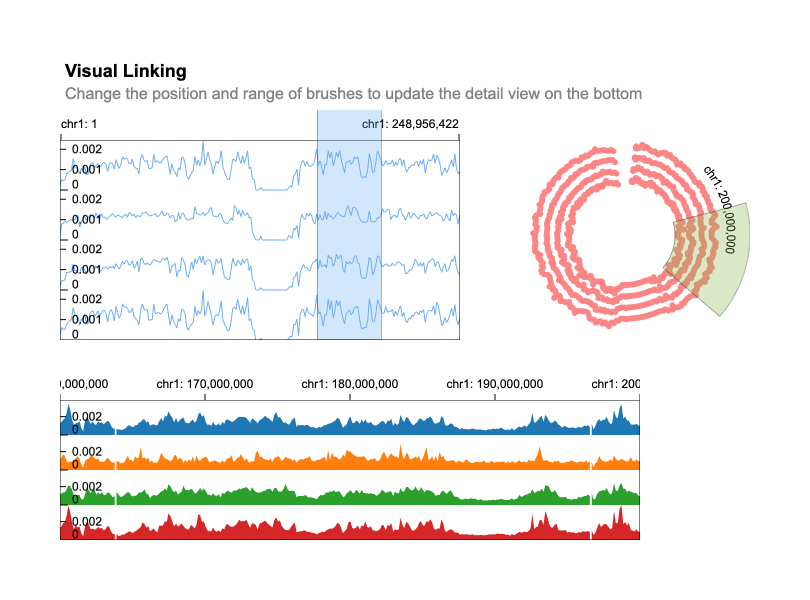 Visual Linking
Change the position and range of brushes to update the detail view on the bottom
chr1: 1
chr1: 248,956,422
0.002
0.001
0
0.002
0.001
0
0.002
0.001
0
0.002
0.001
0
chr1: 200,000,000
0,000,000
chr1: 170,000,000
chr1: 180,000,000
chr1: 190,000,000
chr1: 200
0.002
0
0.002
0
0.002
0
0.002
0